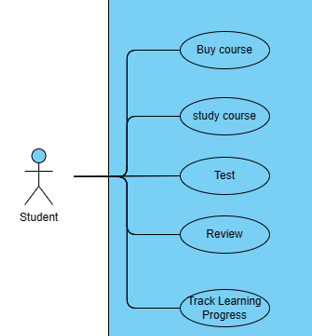 Buy course
study course
Test
Student
Review
Track Learning
Progress